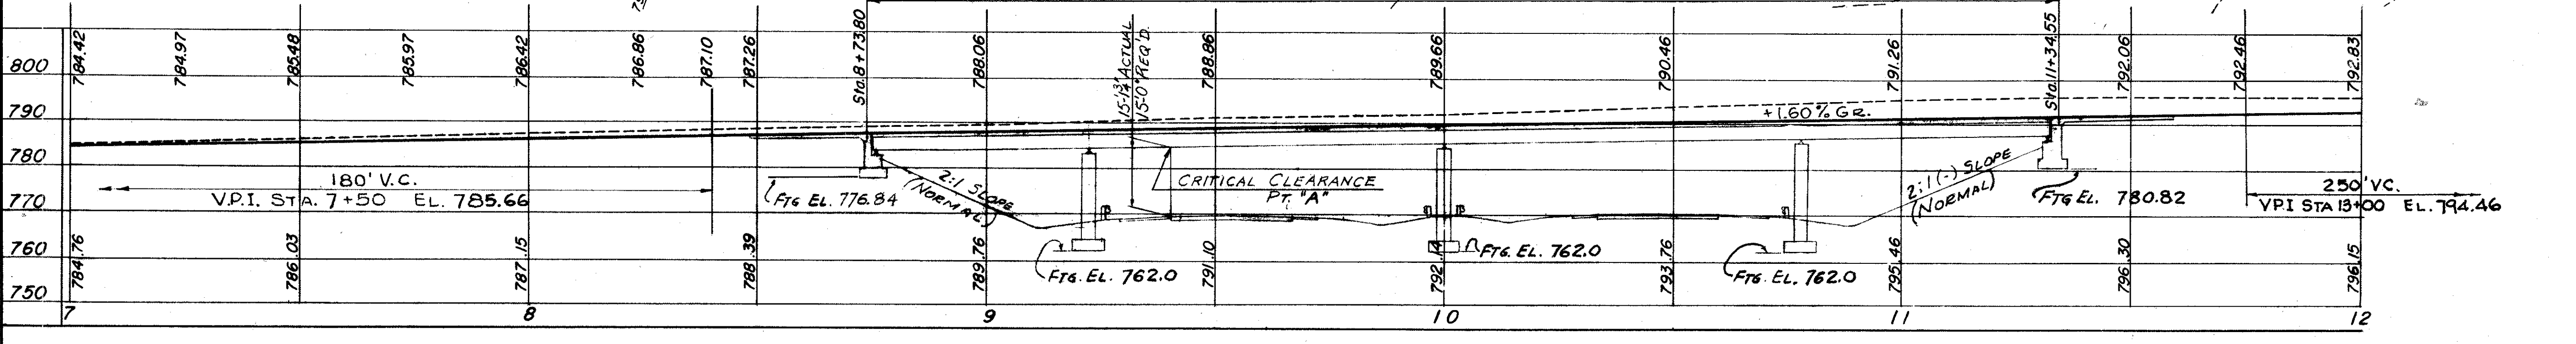 784.42
784.97
785.48
785.97
786.42
786.86
787.10
787.26
Sta. 8+73.80
788.06
15'-1¾" ACTUAL
15'-0" REQ'D.
788.86
789.66
790.46
791.26
Sta. 11+34.55
792.06
792.46
792.83
800
790
780
770
760
750
+1.60% GR.
180' V.C.
V.P.I. STA. 7+50 EL. 785.66
FTG EL. 776.84
2:1 SLOPE
(NORMAL)
CRITICAL CLEARANCE
PT. "A"
2:1 (-) SLOPE
(NORMAL)
FTG EL. 780.82
250' VC.
VPI STA 13+00 EL. 794.46
FTG. EL. 762.0
FTG. EL. 762.0
FTG. EL. 762.0
784.76
786.03
787.15
788.39
789.76
791.10
792.14
793.76
795.46
796.30
796.15
7
8
9
10
11
12